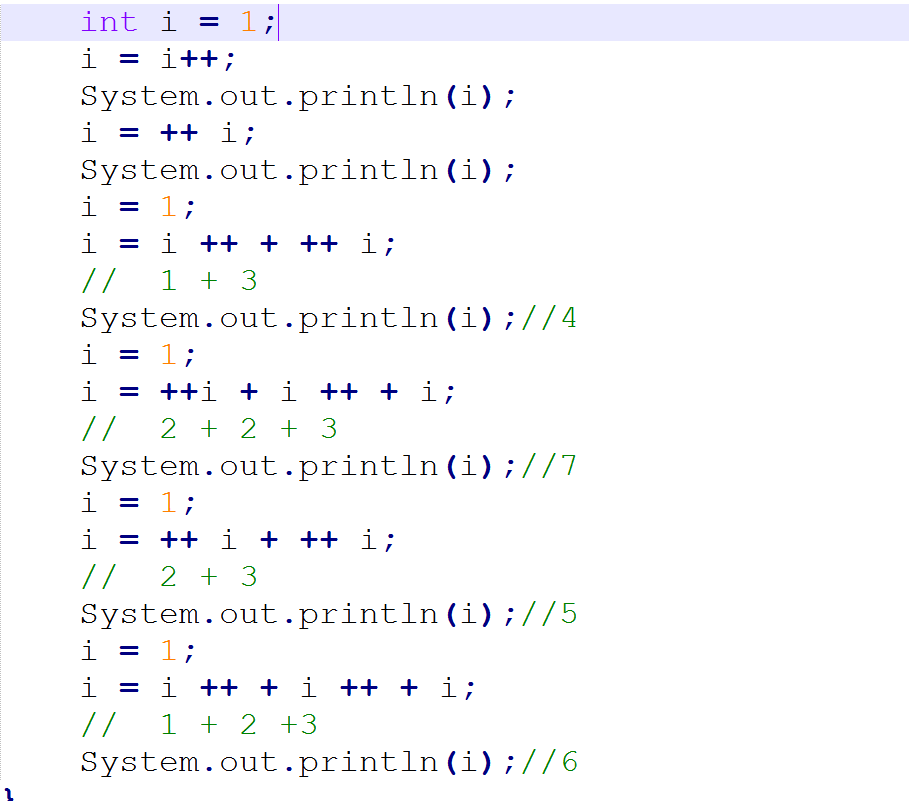 int i = 1;
i = i++;
System.out.println(i);
i = ++ i;
System.out.println(i);
i = 1;
i = i ++ + ++ i;
//  1 + 3
System.out.println(i);//4
i = 1;
i = ++i + i ++ + i;
//  2 + 2 + 3
System.out.println(i);//7
i = 1;
i = ++ i + ++ i;
//  2 + 3
System.out.println(i);//5
i = 1;
i = i ++ + i ++ + i;
//  1 + 2 +3
System.out.println(i);//6
}